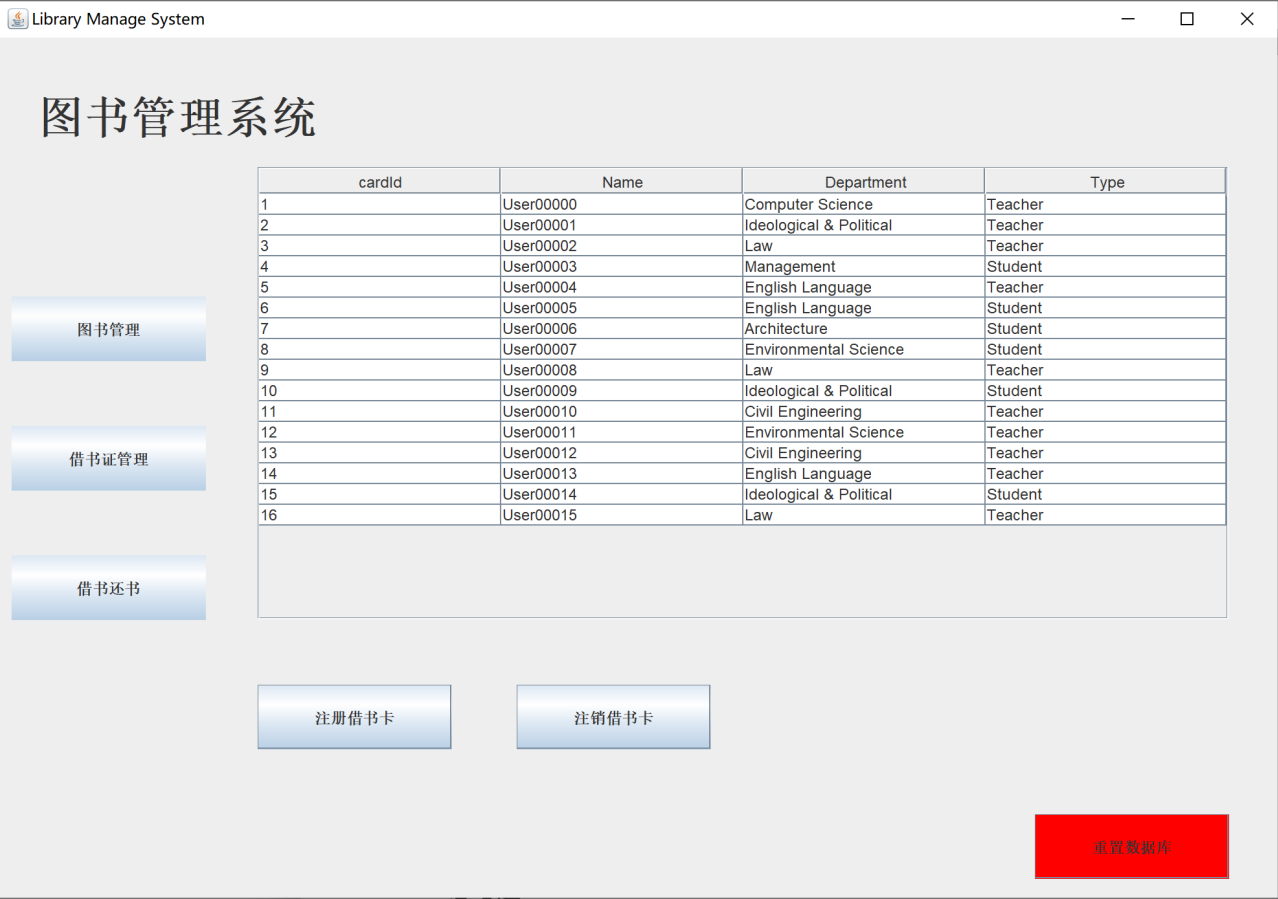 Library Manage System
图书管理系统
cardId Name Department Type
1 User00000 Computer Science Teacher
2 User00001 Ideological & Political Teacher
3 User00002 Law Teacher
4 User00003 Management Student
5 User00004 English Language Teacher
6 User00005 English Language Student
7 User00006 Architecture Student
8 User00007 Environmental Science Student
9 User00008 Law Teacher
10 User00009 Ideological & Political Student
11 User00010 Civil Engineering Teacher
12 User00011 Environmental Science Teacher
13 User00012 Civil Engineering Teacher
14 User00013 English Language Teacher
15 User00014 Ideological & Political Student
16 User00015 Law Teacher
图书管理
借书证管理
借书还书
注册借书卡 注销借书卡
重置数据库